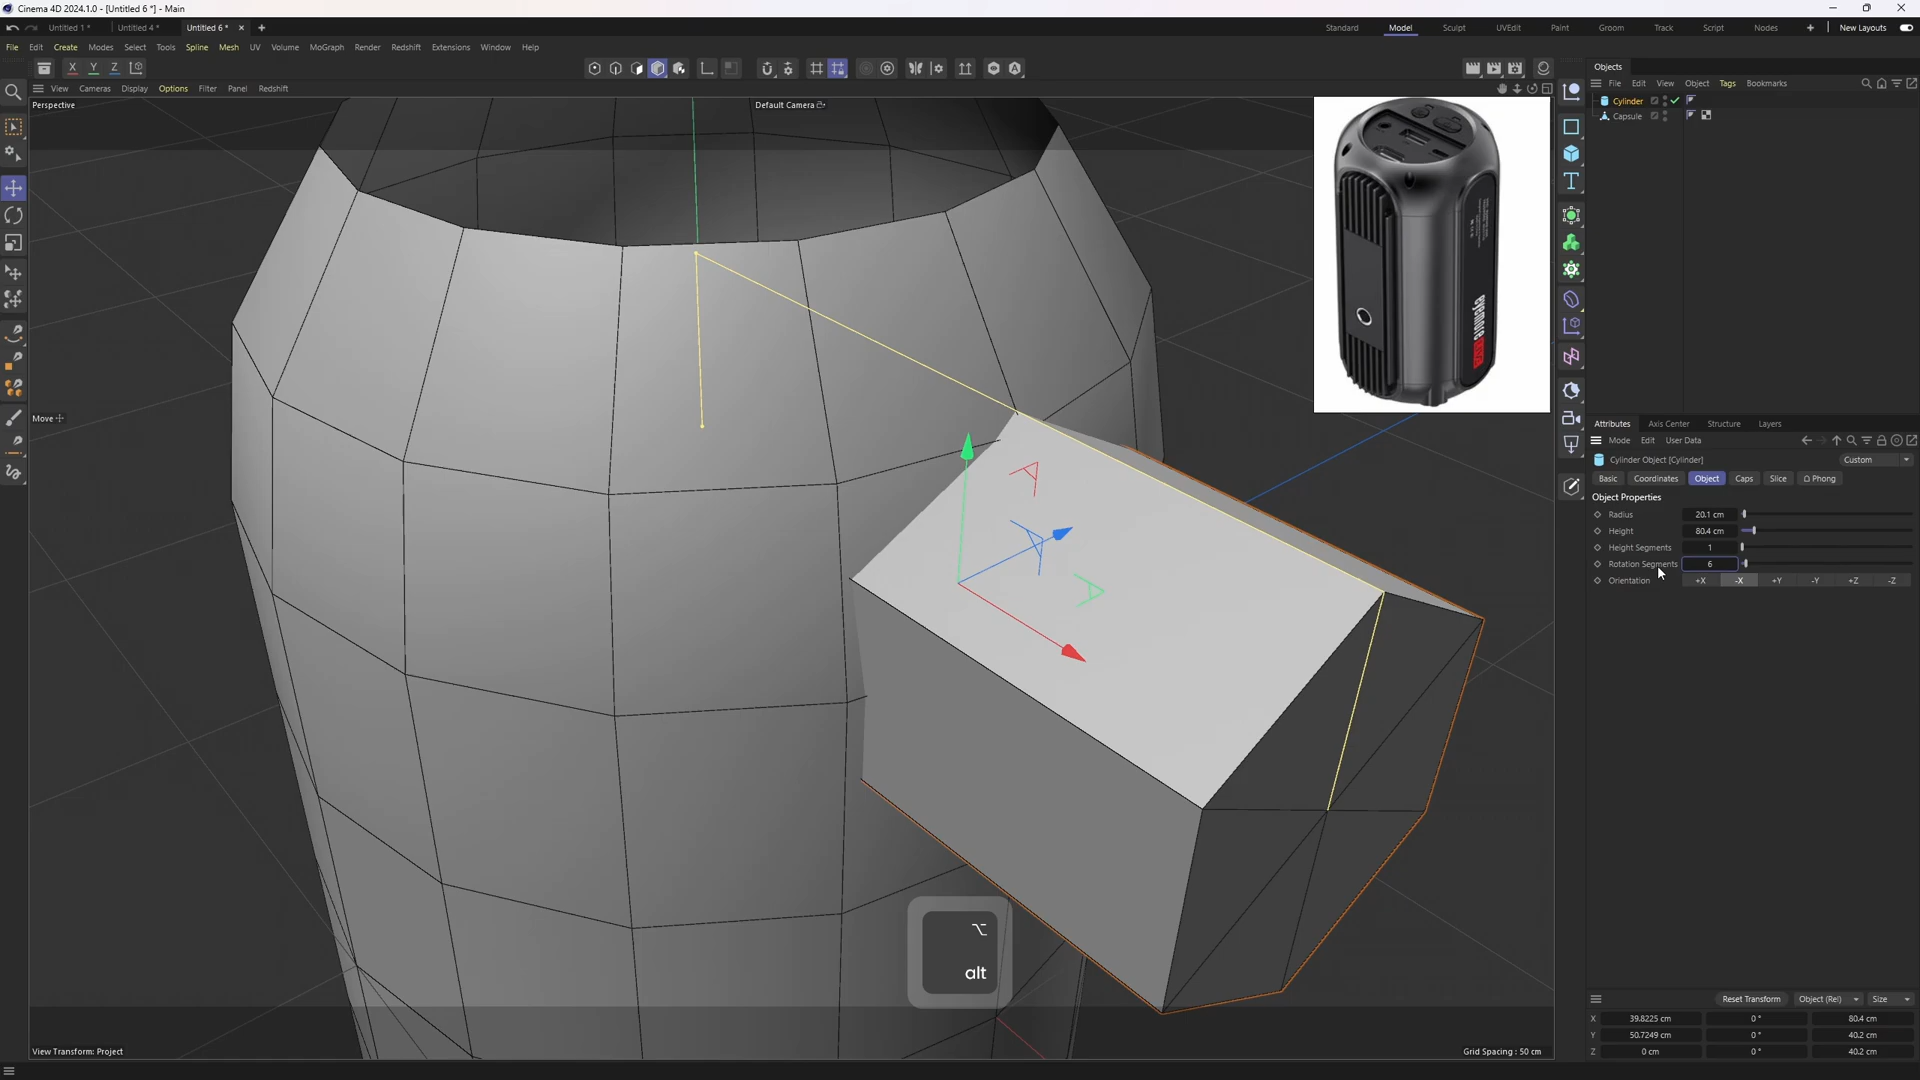 Cinema 4D 2024.1.0 - [Untitled 6 *] - Main
Untitled 1 *
Untitled 4 *
Untitled 6 *
Standard
Model
Sculpt
UVEdit
Paint
Groom
Track
Script
Nodes
New Layouts
File Edit Create Modes Select Tools Spline Mesh UV Volume MoGraph Render Redshift Extensions Window Help
X Y Z
View Cameras Display Options Filter Panel Redshift
Perspective
Default Camera
Move
alt
View Transform: Project
Grid Spacing : 50 cm
Objects
File Edit View Object Tags Bookmarks
Cylinder
Capsule
Attributes Axis Center Structure Layers
Mode Edit User Data
Cylinder Object [Cylinder]
Custom
Basic Coordinates Object Caps Slice Phong
Object Properties
Radius 20.1 cm
Height 80.4 cm
Height Segments 1
Rotation Segments 6
Orientation +X -X +Y -Y +Z -Z
Reset Transform Object (Rel) Size
X 39.8225 cm 0 ° 80.4 cm
Y 50.7249 cm 0 ° 40.2 cm
Z 0 cm 0 ° 40.2 cm